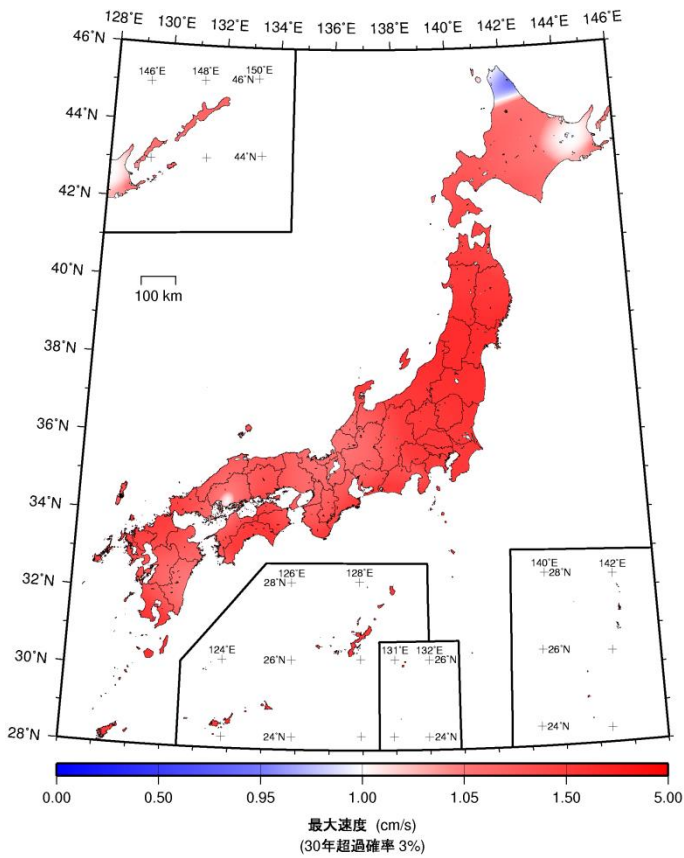 128°E 130°E 132°E 134°E 136°E 138°E 140°E 142°E 144°E 146°E
46°N
146°E 148°E 150°E
46°N
44°N
44°N
42°N
40°N
100 km
38°N
36°N
34°N
32°N
126°E 128°E
28°N
140°E 142°E
28°N
30°N
124°E
26°N
131°E 132°E
26°N
26°N
28°N
24°N
24°N
24°N
0.00 0.50 0.95 1.00 1.05 1.50 5.00
最大速度 (cm/s)
(30年超過確率 3%)